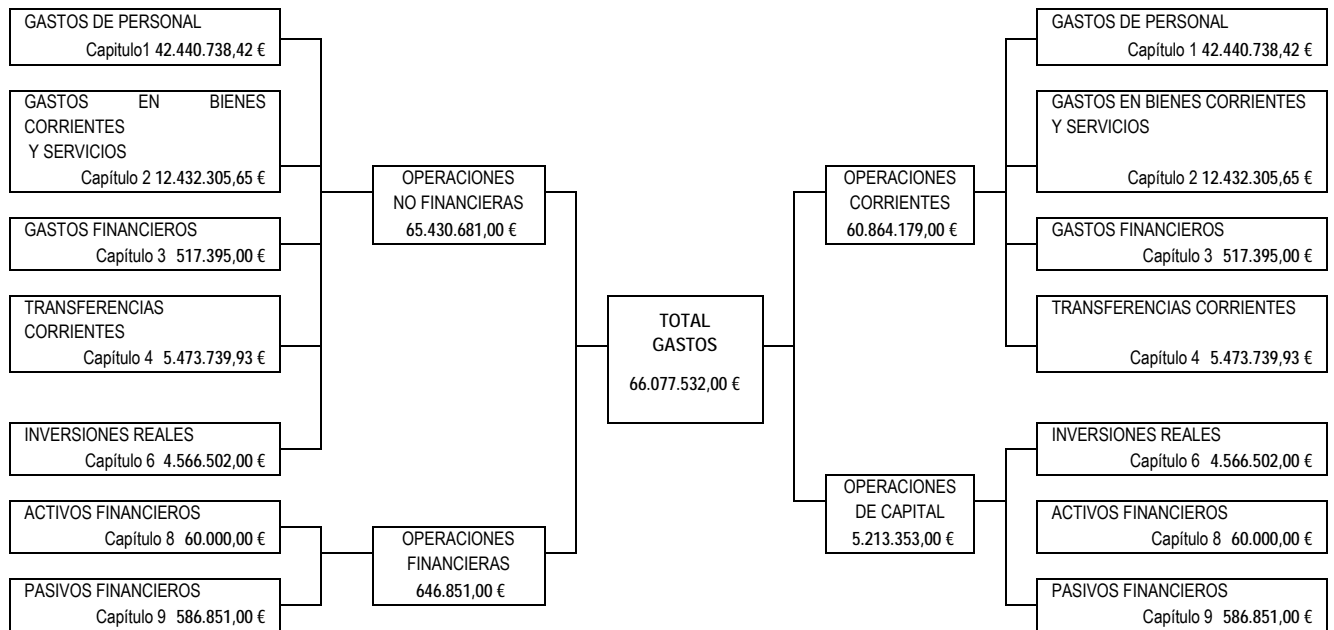 GASTOS DE PERSONAL
Capitulo1 42.440.738,42 €
GASTOS EN BIENES
CORRIENTES
Y SERVICIOS
Capítulo 2 12.432.305,65 €
GASTOS FINANCIEROS
Capítulo 3 517.395,00 €
TRANSFERENCIAS
CORRIENTES
Capítulo 4 5.473.739,93 €
INVERSIONES REALES
Capítulo 6 4.566.502,00 €
ACTIVOS FINANCIEROS
Capítulo 8 60.000,00 €
PASIVOS FINANCIEROS
Capítulo 9 586.851,00 €
OPERACIONES
NO FINANCIERAS
65.430.681,00 €
OPERACIONES
FINANCIERAS
646.851,00 €
TOTAL
GASTOS
66.077.532,00 €
OPERACIONES
CORRIENTES
60.864.179,00 €
OPERACIONES
DE CAPITAL
5.213.353,00 €
GASTOS DE PERSONAL
Capítulo 1 42.440.738,42 €
GASTOS EN BIENES CORRIENTES
Y SERVICIOS
Capítulo 2 12.432.305,65 €
GASTOS FINANCIEROS
Capítulo 3 517.395,00 €
TRANSFERENCIAS CORRIENTES
Capítulo 4 5.473.739,93 €
INVERSIONES REALES
Capítulo 6 4.566.502,00 €
ACTIVOS FINANCIEROS
Capítulo 8 60.000,00 €
PASIVOS FINANCIEROS
Capítulo 9 586.851,00 €